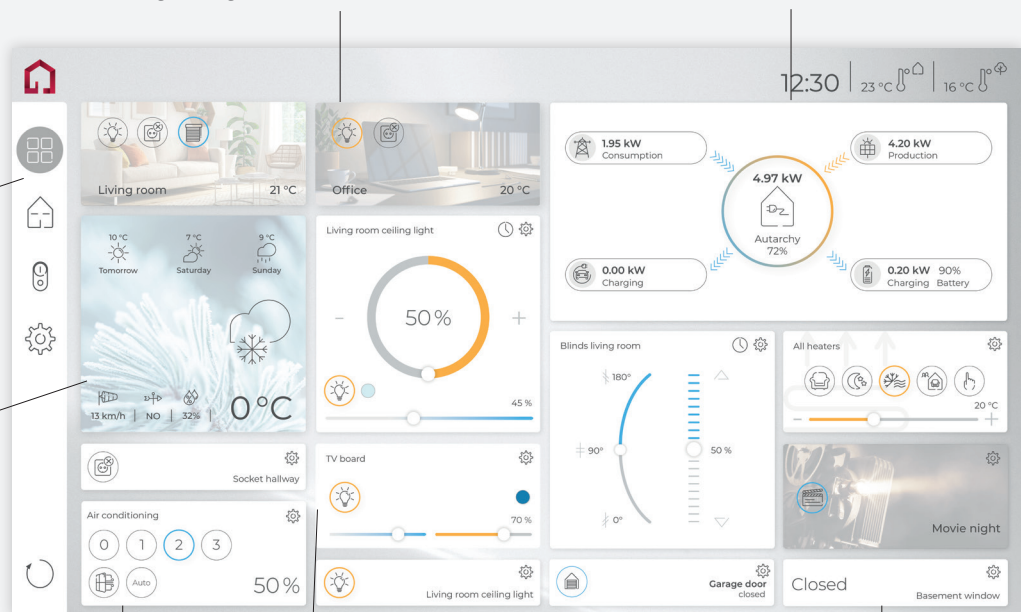 12:30
23 °C
16 °C
Living room
21 °C
Office
20 °C
1.95 kW
Consumption
4.20 kW
Production
4.97 kW
Autarchy
72%
0.00 kW
Charging
0.20 kW 90%
Charging Battery
10 °C
Tomorrow
7 °C
Saturday
9 °C
Sunday
13 km/h
NO
32%
0°C
Living room ceiling light
- 50% +
45 %
Blinds living room
180°
90°
0°
50 %
All heaters
20 °C
- +
Socket hallway
TV board
70 %
Movie night
Air conditioning
0 1 2 3
Auto
50%
Living room ceiling light
Garage door
closed
Closed
Basement window